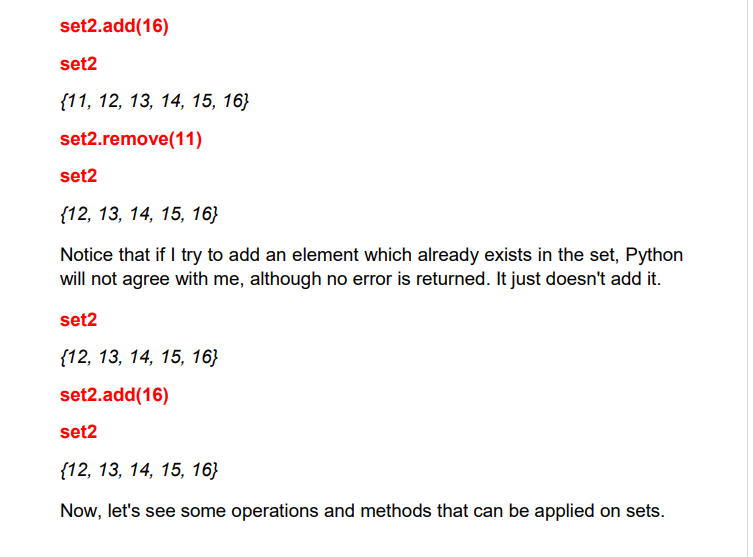 set2.add(16)
set2
{11, 12, 13, 14, 15, 16}
set2.remove(11)
set2
{12, 13, 14, 15, 16}
Notice that if I try to add an element which already exists in the set, Python
will not agree with me, although no error is returned. It just doesn't add it.
set2
{12, 13, 14, 15, 16}
set2.add(16)
set2
{12, 13, 14, 15, 16}
Now, let's see some operations and methods that can be applied on sets.